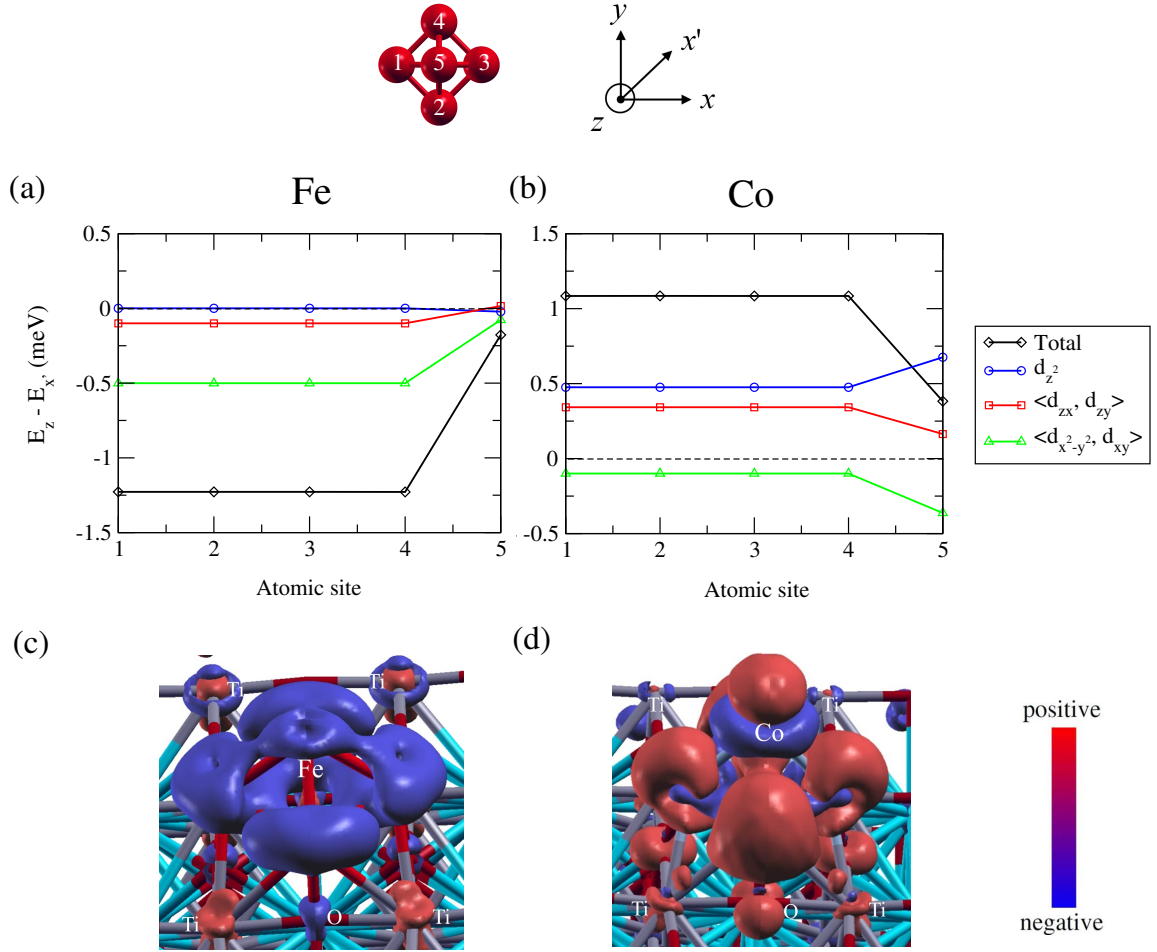 4
1 5 3
2
y
x'
x
z
(a)
Fe
(b)
Co
0.5
0
-0.5
-1
-1.5
E_z - E_x, (meV)
1 2 3 4 5
Atomic site
1.5
1
0.5
0
-0.5
1 2 3 4 5
Atomic site
Total
d_z²
<d_zx, d_zy>
<d_x²-y², d_xy>
(c)
Ti Ti
Fe
Ti O Ti
(d)
Ti Ti
Co
Ti O Ti
positive
negative